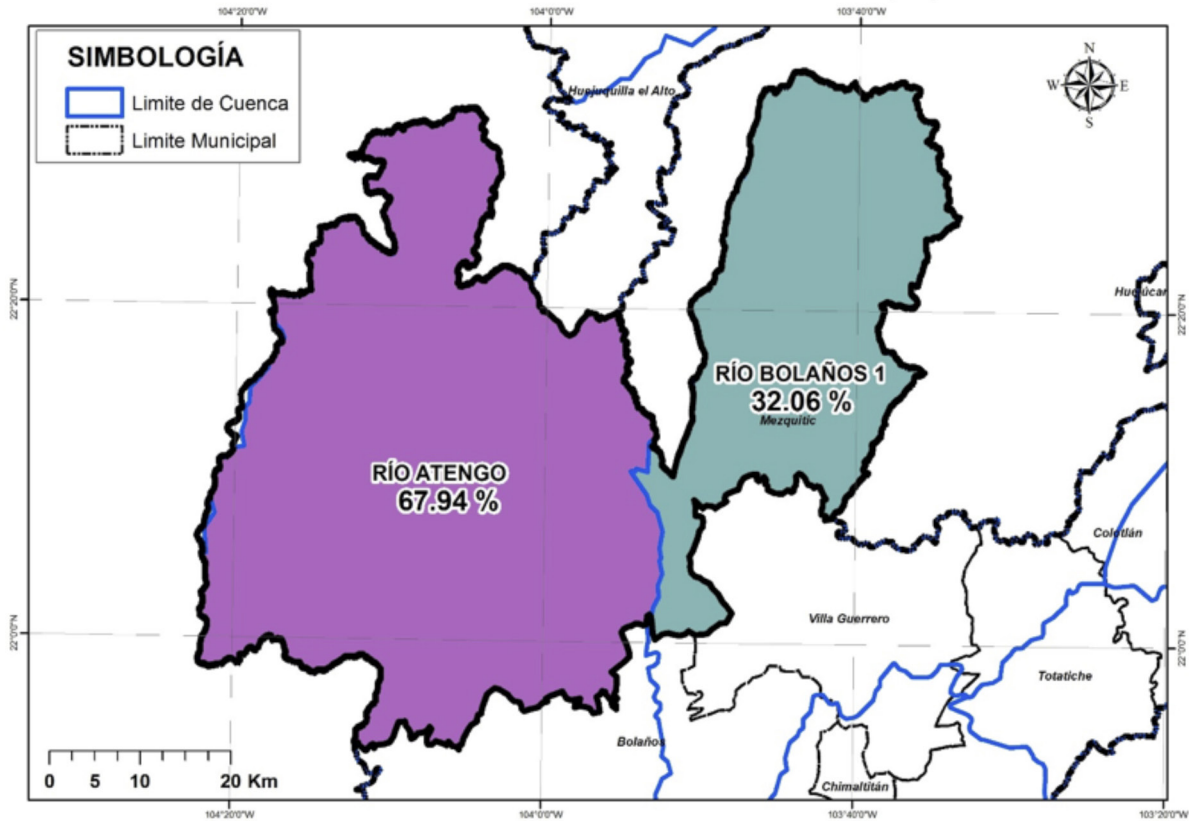 104°20'0"W 104°0'0"W 103°40'0"W
SIMBOLOGÍA
Limite de Cuenca
Limite Municipal
N
W E
S
Huejuquilla el Alto
22°20'0"N
22°20'0"N
RÍO BOLAÑOS 1
32.06 %
Mezquitic
RÍO ATENGO
67.94 %
Colotlán
Villa Guerrero
22°0'0"N
22°0'0"N
Totatiche
Bolaños
Chimaltitán
0 5 10 20 Km
104°20'0"W 104°0'0"W 103°40'0"W 103°20'0"W